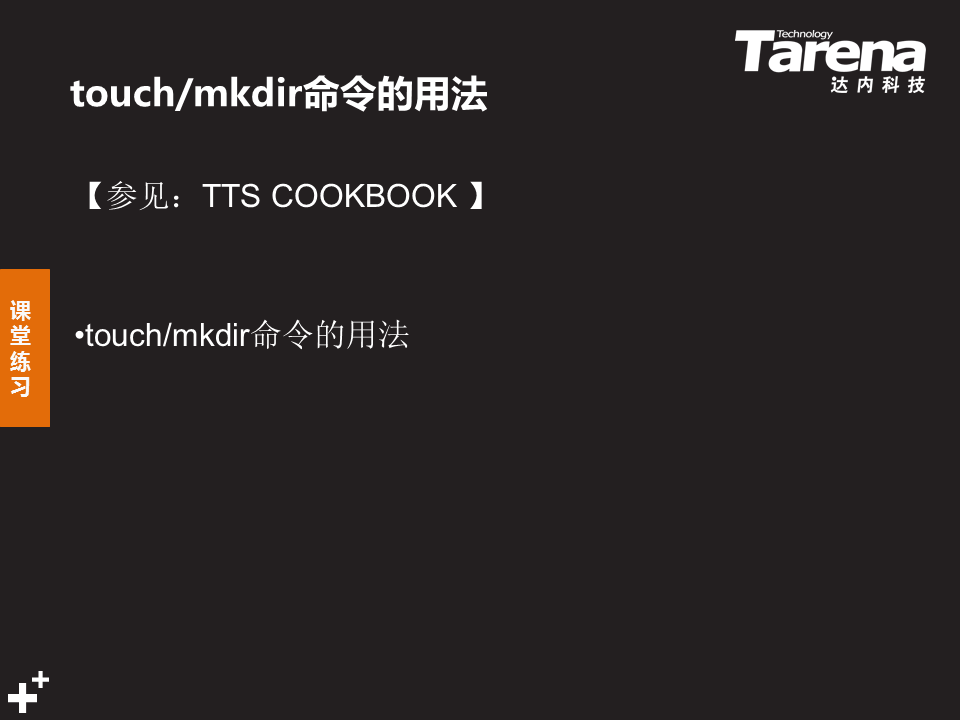 Technology
Tarena
达内科技
touch/mkdir命令的用法
【参见：TTS COOKBOOK 】
课堂练习
•touch/mkdir命令的用法